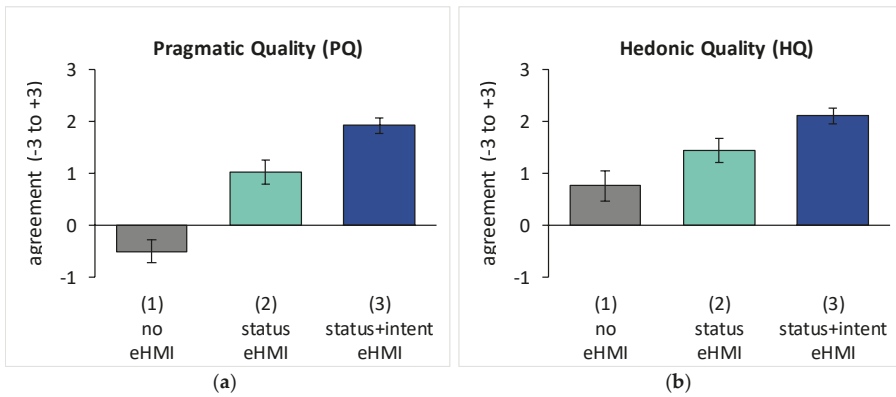 Pragmatic Quality (PQ)
agreement (-3 to +3)
3
2
1
0
-1
(1)
no
eHMI
(2)
status
eHMI
(3)
status+intent
eHMI
(a)
Hedonic Quality (HQ)
agreement (-3 to +3)
3
2
1
0
-1
(1)
no
eHMI
(2)
status
eHMI
(3)
status+intent
eHMI
(b)